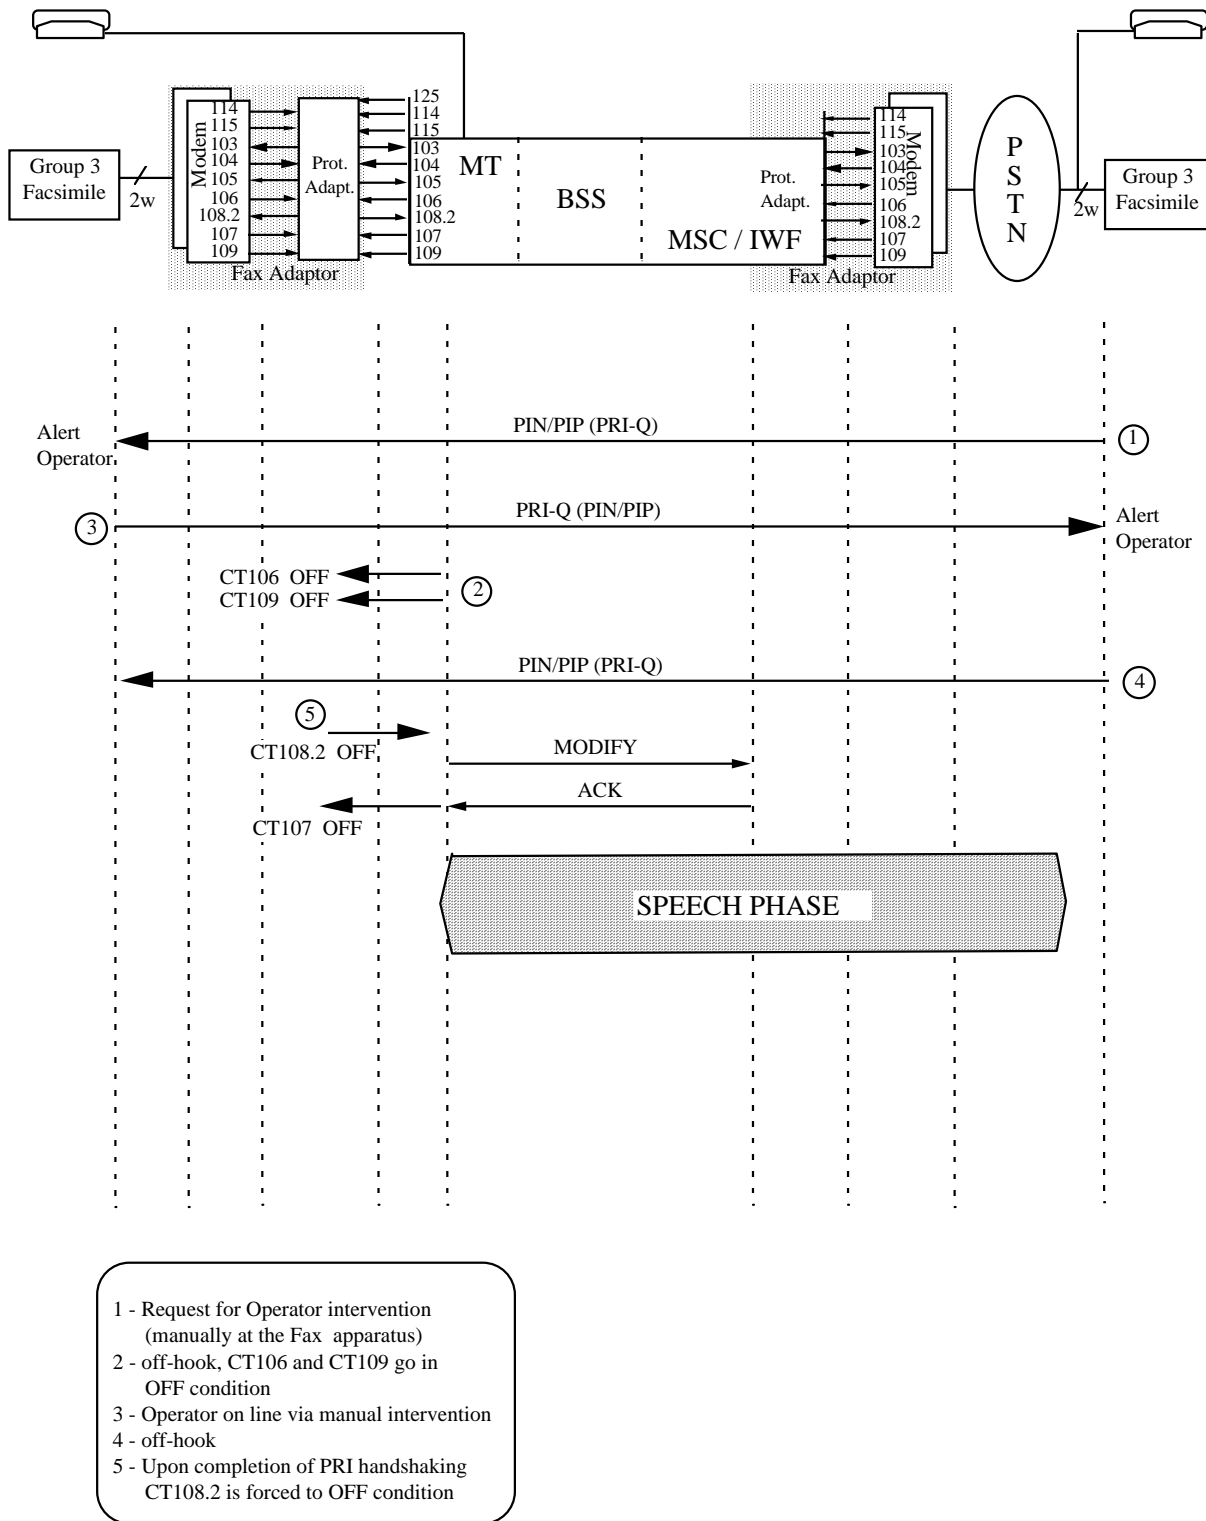 125
114
115
103
104
105
106
108.2
107
109
Modem
Prot.
Adapt.
114
115
103
104
105
106
108.2
107
109
MT
BSS
MSC / IWF
Prot.
Adapt.
114
115
103
104
105
106
108.2
107
109
Modem
P
S
T
N
Group 3
Facsimile
2w
Group 3
Facsimile
2w
Fax Adaptor
Fax Adaptor
PIN/PIP (PRI-Q)
1
Alert
Operator
PRI-Q (PIN/PIP)
3
Alert
Operator
CT106 OFF
CT109 OFF
2
PIN/PIP (PRI-Q)
4
5
CT108.2 OFF
MODIFY
ACK
CT107 OFF
SPEECH PHASE
1 - Request for Operator intervention
(manually at the Fax apparatus)
2 - off-hook, CT106 and CT109 go in
OFF condition
3 - Operator on line via manual intervention
4 - off-hook
5 - Upon completion of PRI handshaking
CT108.2 is forced to OFF condition